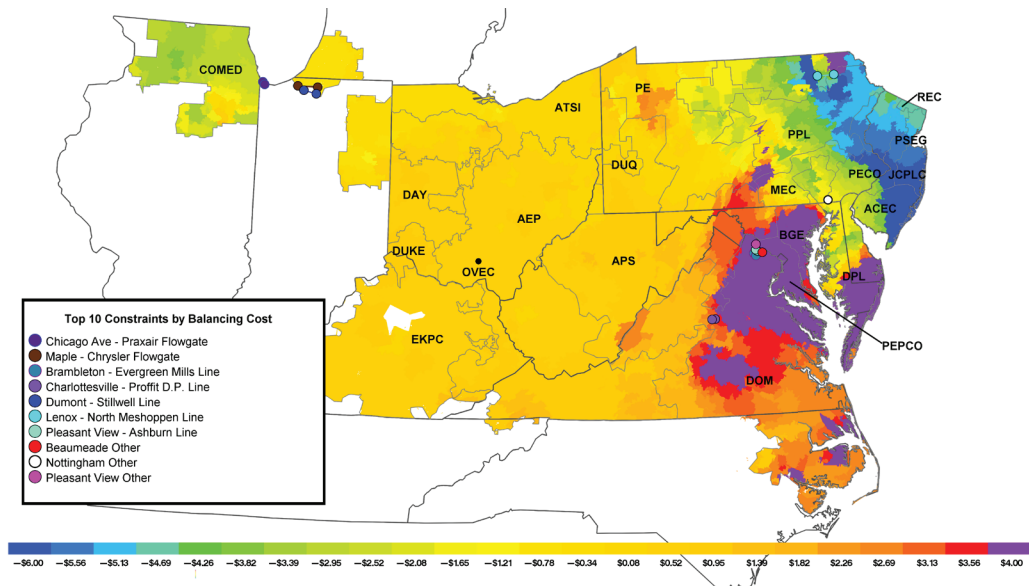 COMED
ATSI
PE
REC
PPL
PSEG
DUQ
PECO
JCPLC
MEC
DAY
ACEC
AEP
BGE
DUKE
APS
OVEC
DPL
EKPC
PEPCO
DOM
Top 10 Constraints by Balancing Cost
Chicago Ave - Praxair Flowgate
Maple - Chrysler Flowgate
Brambleton - Evergreen Mills Line
Charlottesville - Proffit D.P. Line
Dumont - Stillwell Line
Lenox - North Meshoppen Line
Pleasant View - Ashburn Line
Beaumeade Other
Nottingham Other
Pleasant View Other
–$6.00 –$5.56 –$5.13 –$4.69 –$4.26 –$3.82 –$3.39 –$2.95 –$2.52 –$2.08 –$1.65 –$1.21 –$0.78 –$0.34 $0.08 $0.52 $0.95 $1.39 $1.82 $2.26 $2.69 $3.13 $3.56 $4.00